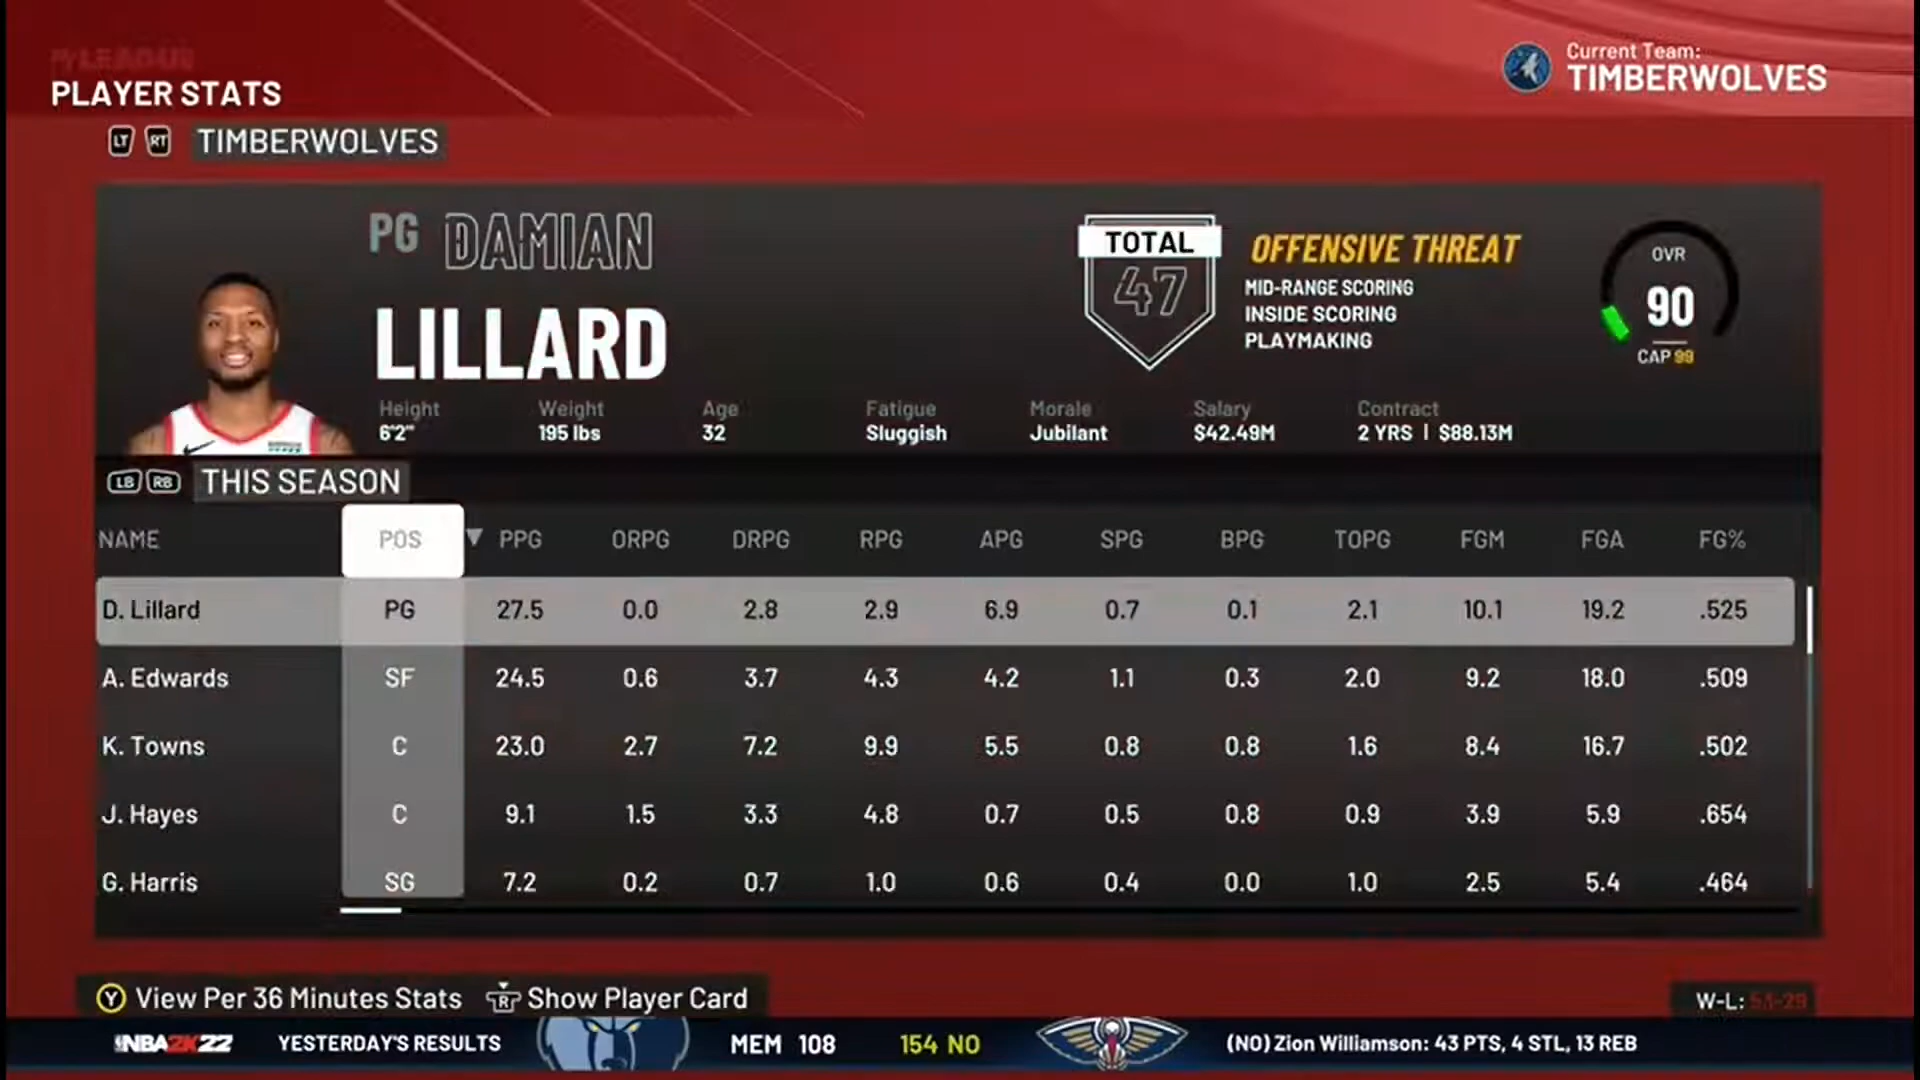 MyLEAGUE
PLAYER STATS
Current Team:
TIMBERWOLVES
LT RT TIMBERWOLVES
PG DAMIAN
LILLARD
TOTAL
47
OFFENSIVE THREAT
MID-RANGE SCORING
INSIDE SCORING
PLAYMAKING
OVR
90
CAP 99
Height Weight Age Fatigue Morale Salary Contract
6'2" 195 lbs 32 Sluggish Jubilant $42.49M 2 YRS | $88.13M
LB RB THIS SEASON
NAME POS PPG ORPG DRPG RPG APG SPG BPG TOPG FGM FGA FG%
D. Lillard PG 27.5 0.0 2.8 2.9 6.9 0.7 0.1 2.1 10.1 19.2 .525
A. Edwards SF 24.5 0.6 3.7 4.3 4.2 1.1 0.3 2.0 9.2 18.0 .509
K. Towns C 23.0 2.7 7.2 9.9 5.5 0.8 0.8 1.6 8.4 16.7 .502
J. Hayes C 9.1 1.5 3.3 4.8 0.7 0.5 0.8 0.9 3.9 5.9 .654
G. Harris SG 7.2 0.2 0.7 1.0 0.6 0.4 0.0 1.0 2.5 5.4 .464
Y View Per 36 Minutes Stats R Show Player Card
W-L:
NBA2K22 YESTERDAY'S RESULTS MEM 108 154 NO (NO) Zion Williamson: 43 PTS, 4 STL, 13 REB